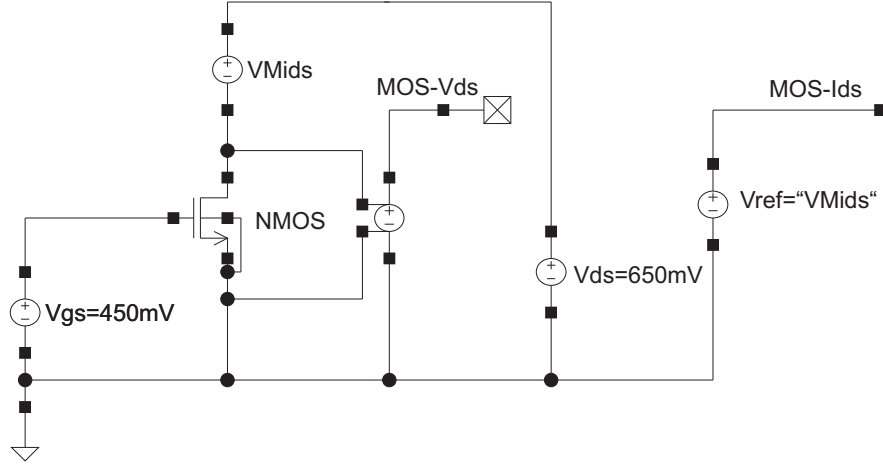 VMids
MOS-Vds
MOS-Ids
Vref=“VMids“
NMOS
Vds=650mV
Vgs=450mV